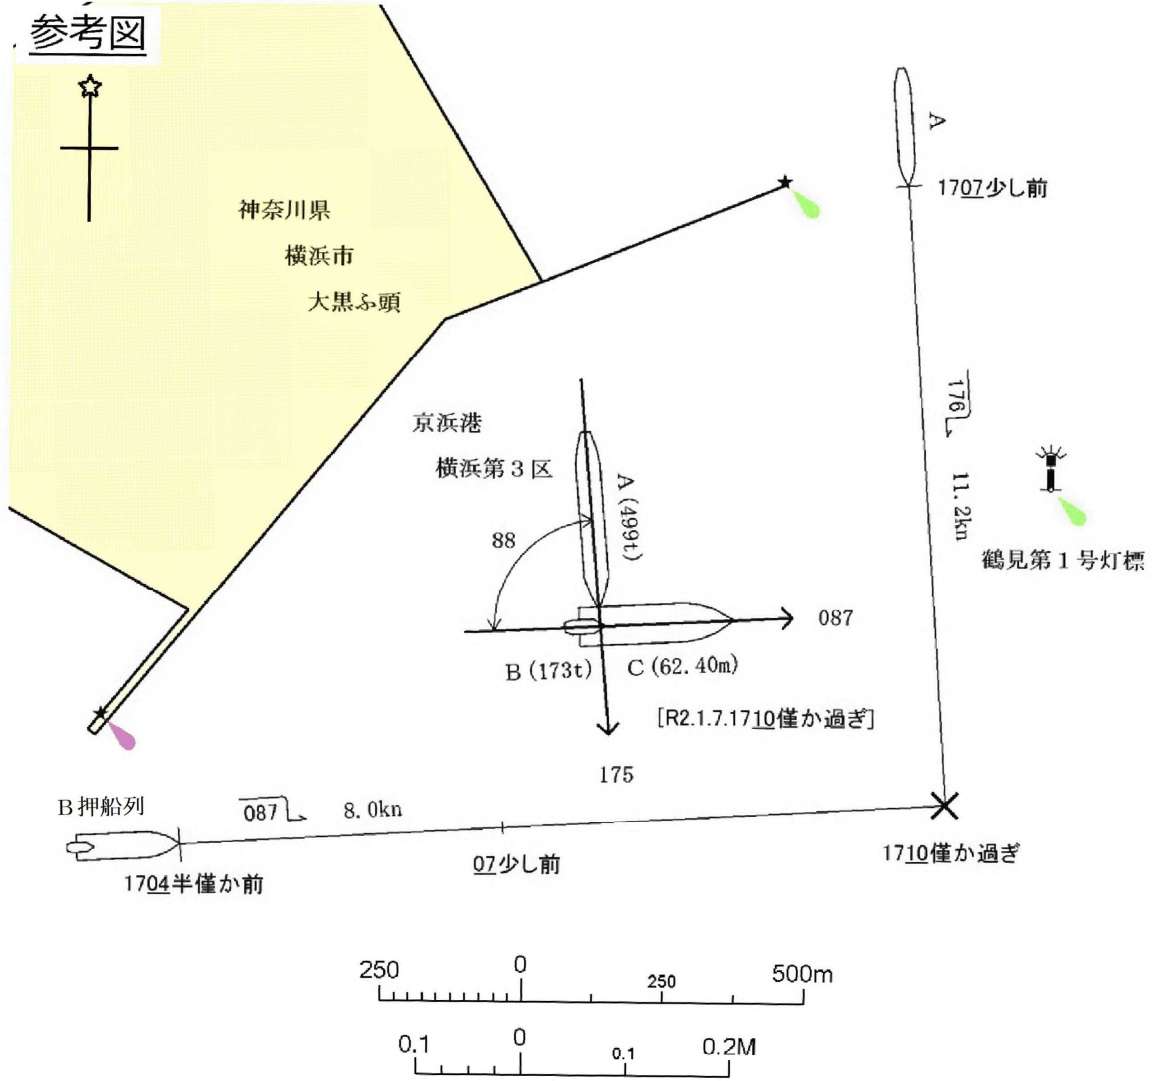 参考図
A
1707少し前
神奈川県
横浜市
大黒ふ頭
176
11.2kn
京浜港
横浜第3区
A(499t)
88
鶴見第1号灯標
087
B(173t)
C(62.40m)
[R2.1.7.1710僅か過ぎ]
175
B押船列
087
8.0kn
1704半僅か前
07少し前
1710僅か過ぎ
250 0 250 500m
0.1 0 0.1 0.2M